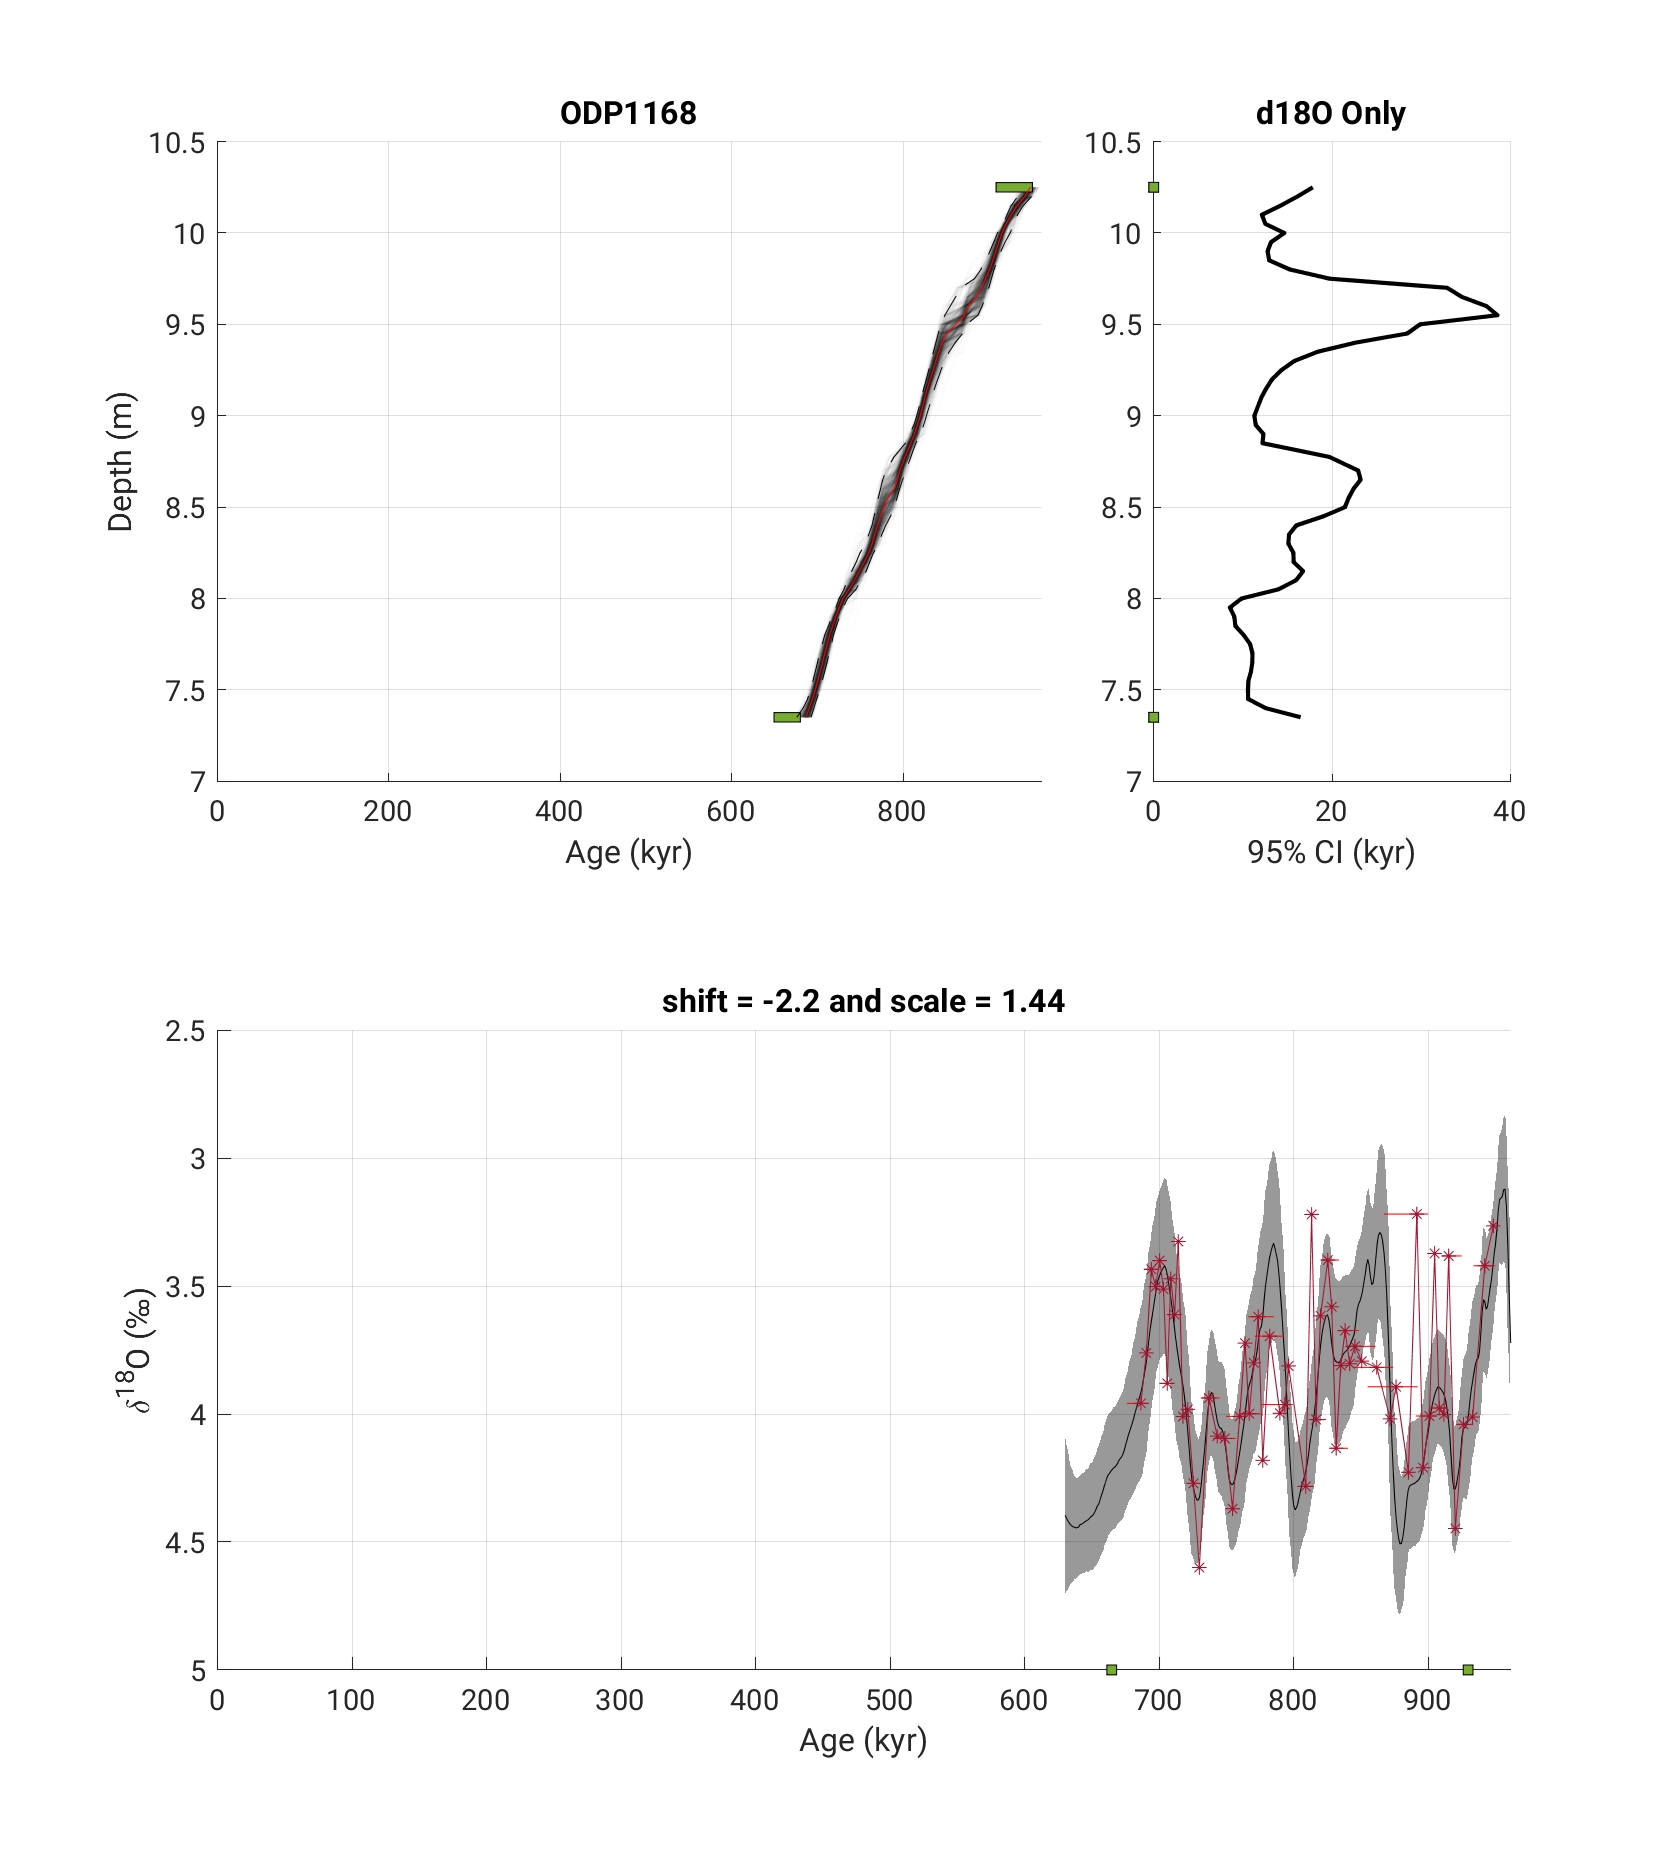 ODP1168
d18O Only
10.5
10
9.5
9
8.5
8
7.5
7
Depth (m)
0 200 400 600 800
Age (kyr)
10.5
10
9.5
9
8.5
8
7.5
7
0 20 40
95% CI (kyr)
shift = -2.2 and scale = 1.44
2.5
3
3.5
4
4.5
5
δ18O (‰)
0 100 200 300 400 500 600 700 800 900
Age (kyr)